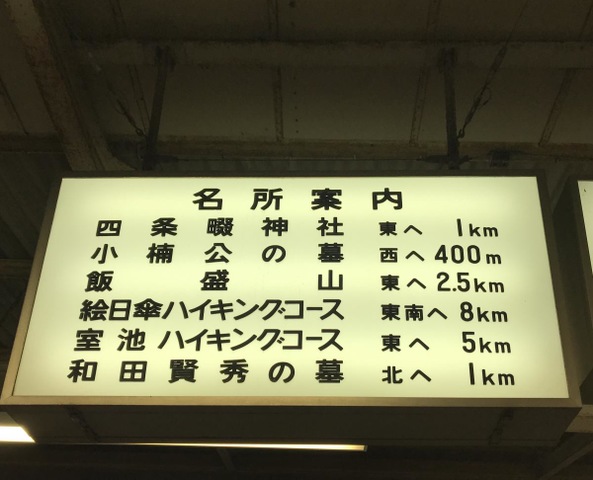 名所案内
四条畷神社 東へ 1km
小楠公の墓 西へ 400m
飯盛山 東へ 2.5km
絵日傘ハイキングコース 東南へ 8km
室池ハイキングコース 東へ 5km
和田賢秀の墓 北へ 1km